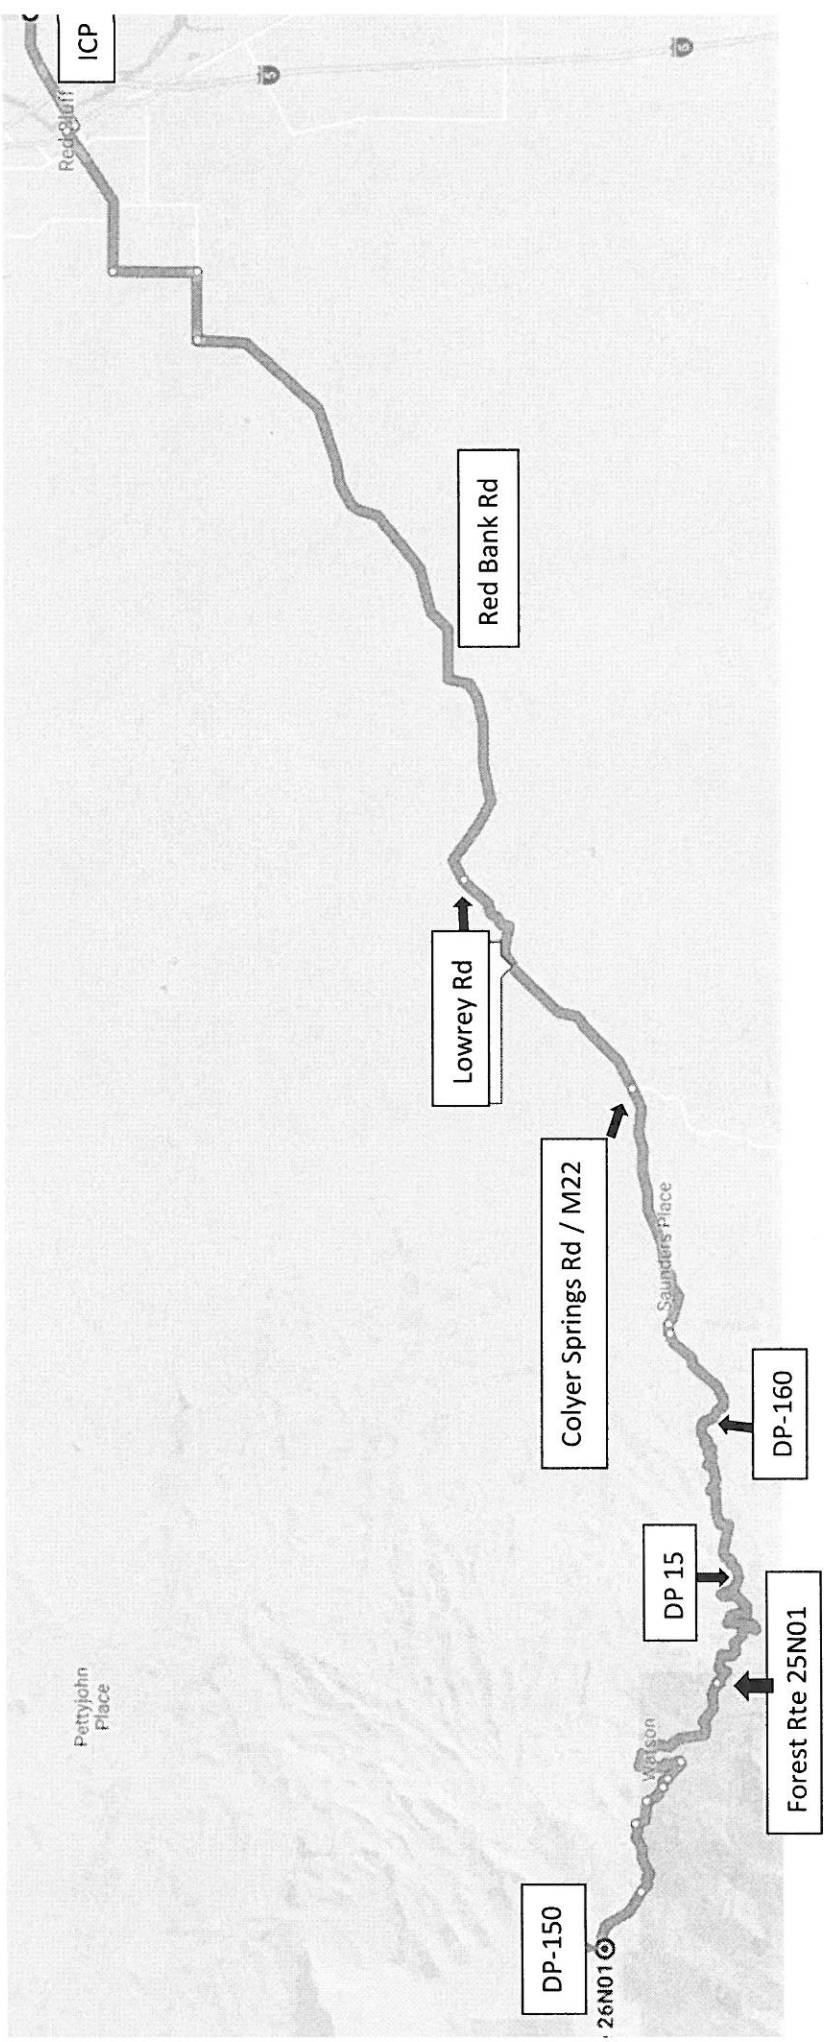 Red Bluff
ICP
Pettyjohn
Place
5
Lowrey Rd
Red Bank Rd
DP-150
Colyer Springs Rd / M22
26N01
Watson
Saunders Place
DP 15
5
DP-160
Forest Rte 25N01